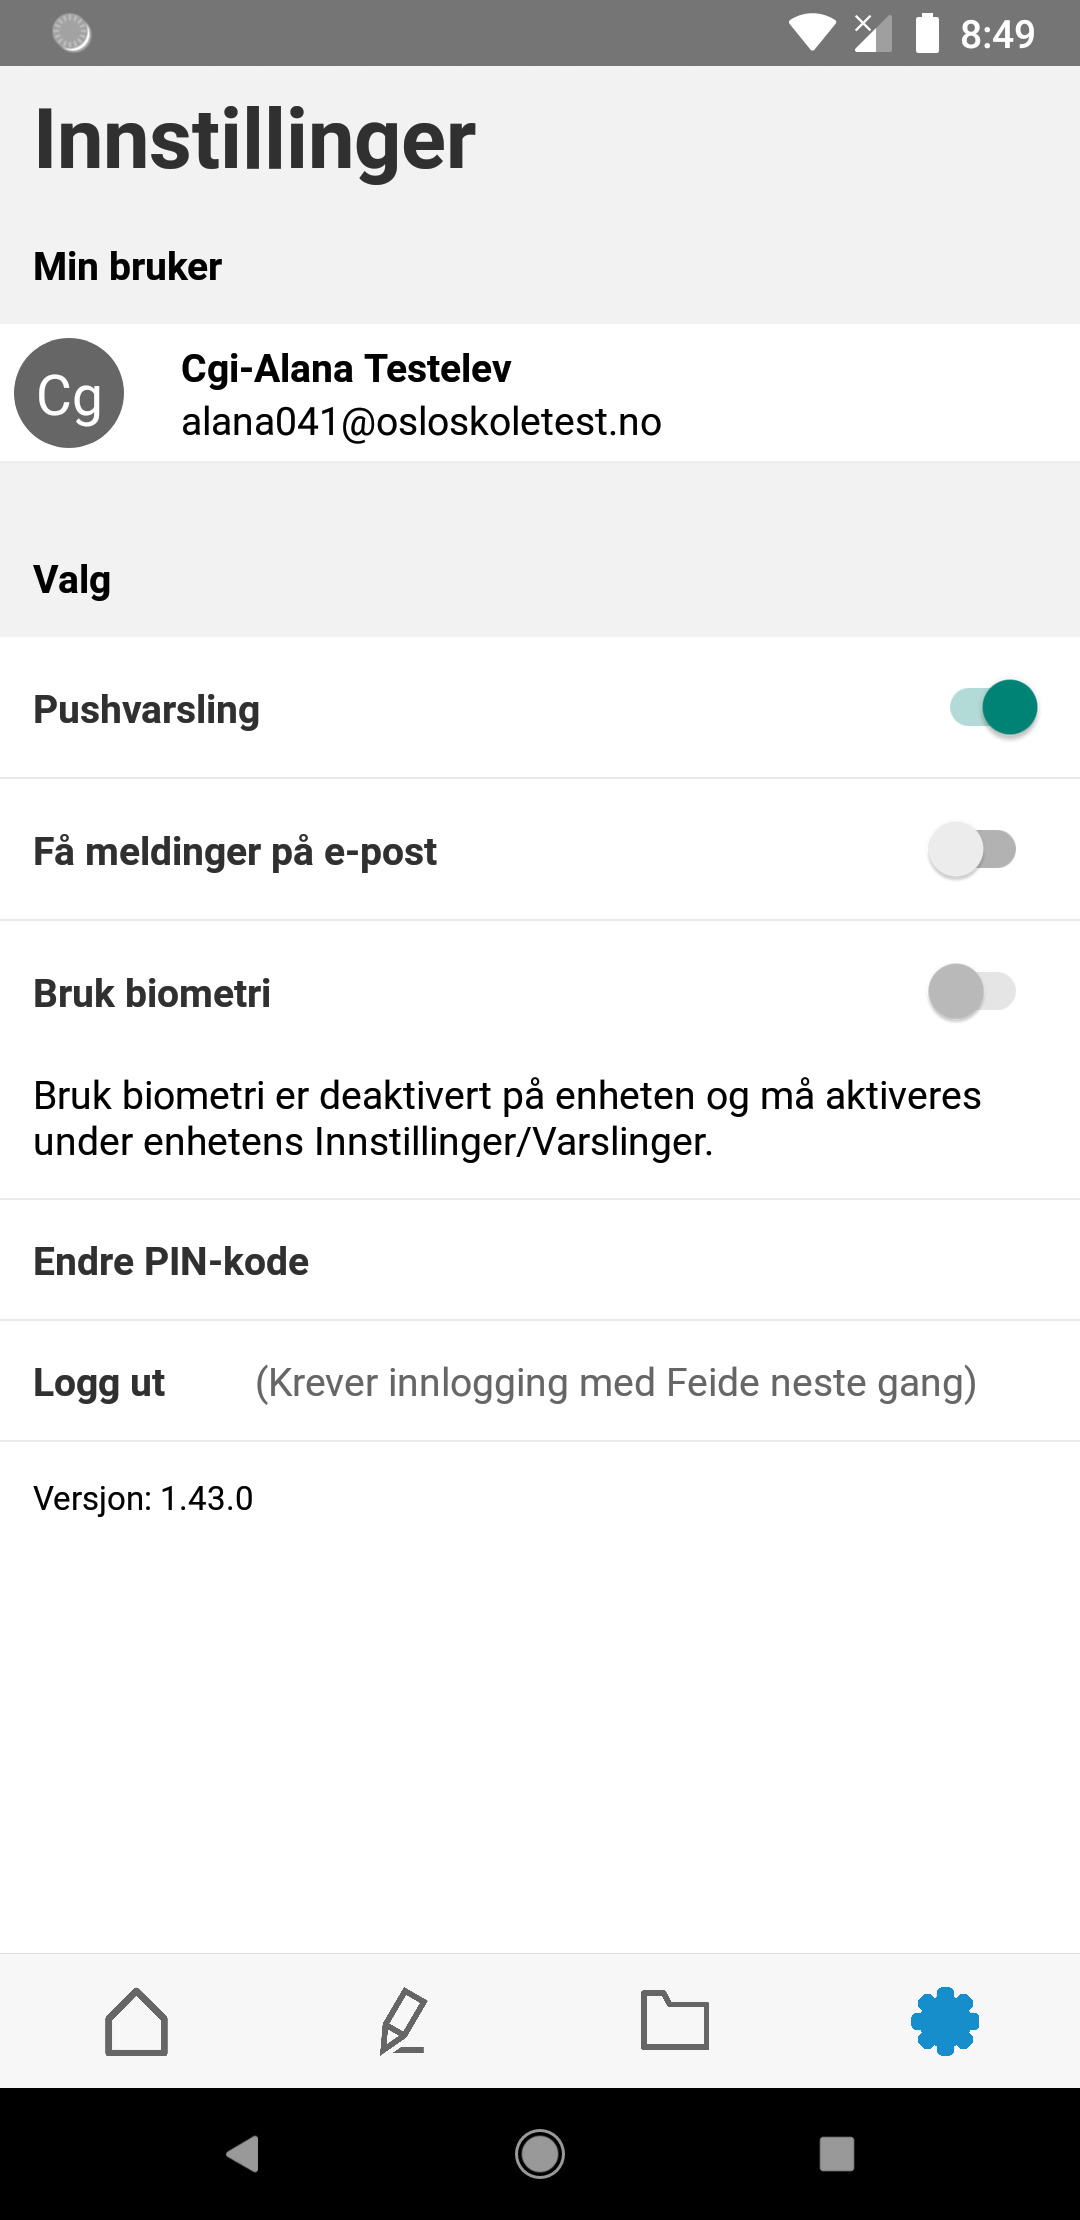 8:49
Innstillinger
Min bruker
Cg
Cgi-Alana Testelev
alana041@osloskoletest.no
Valg
Pushvarsling
Få meldinger på e-post
Bruk biometri
Bruk biometri er deaktivert på enheten og må aktiveres
under enhetens Innstillinger/Varslinger.
Endre PIN-kode
Logg ut (Krever innlogging med Feide neste gang)
Versjon: 1.43.0